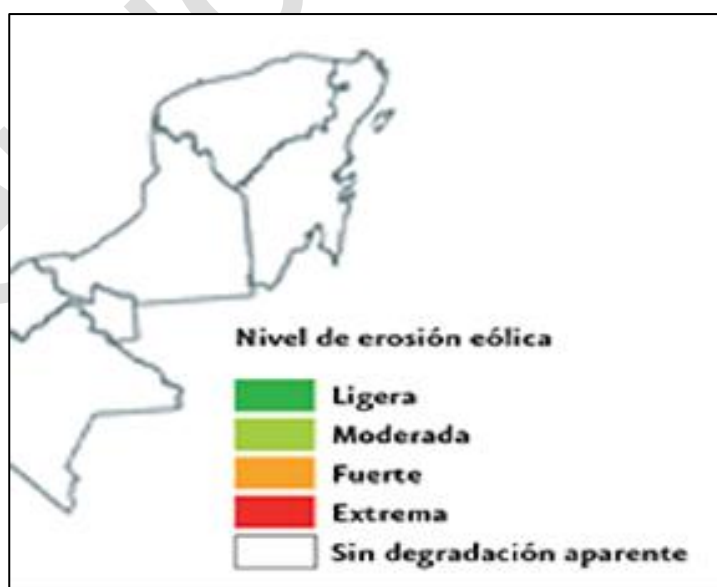 Nivel de erosión eólica
Ligera
Moderada
Fuerte
Extrema
Sin degradación aparente